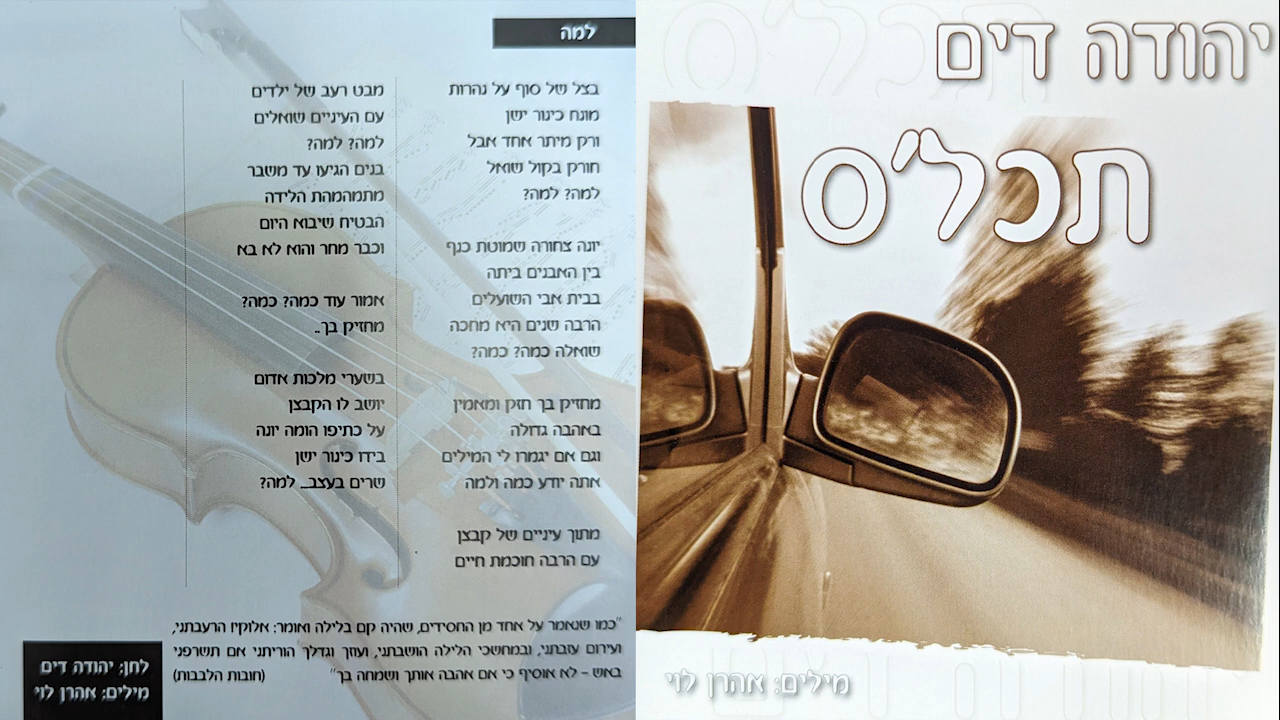 יהודה דים
תכל'ס
מילים: אהרן לוי
למה
בצל של סוף על נהרות
מונח כינור ישן
ורק מיתר אחד אבל
חורק בקול שואל
למה? למה?
יונה צחורה שמוטת כנף
בין האבנים ביתה
בבית אבי השועלים
הרבה שנים היא מחכה
שואלה כמה? כמה?
מחזיק בך חזק ומאמין
באהבה גדולה
וגם אם יגמרו לי המילים
אתה יודע כמה ולמה
מתוך עיניים של קבצן
עם הרבה חוכמת חיים
מבט רעב של ילדים
עם העיניים שואלים
למה? למה?
בנים הגיעו עד משבר
מתמהמהת הלידה
הבטיח שיבוא היום
וכבר מחר והוא לא בא
אמור עוד כמה? כמה?
מחזיק בך..
בשערי מלכות אדום
יושב לו הקבצן
על כתיפו הומה יונה
בידו כינור ישן
שרים בעצב... למה?
"כמו שנאמר על אחד מן החסידים, שהיה קם בלילה ואומר: אלוקיו הרעבתני,
ועירום עזבתני, ובמחשכי הלילה הושבתני, ועוזך וגדלך הוריתני אם תשרפני
באש – לא אוסיף כי אם אהבה אותך ושמחה בך" (חובות הלבבות)
לחן: יהודה דים
מילים: אהרן לוי